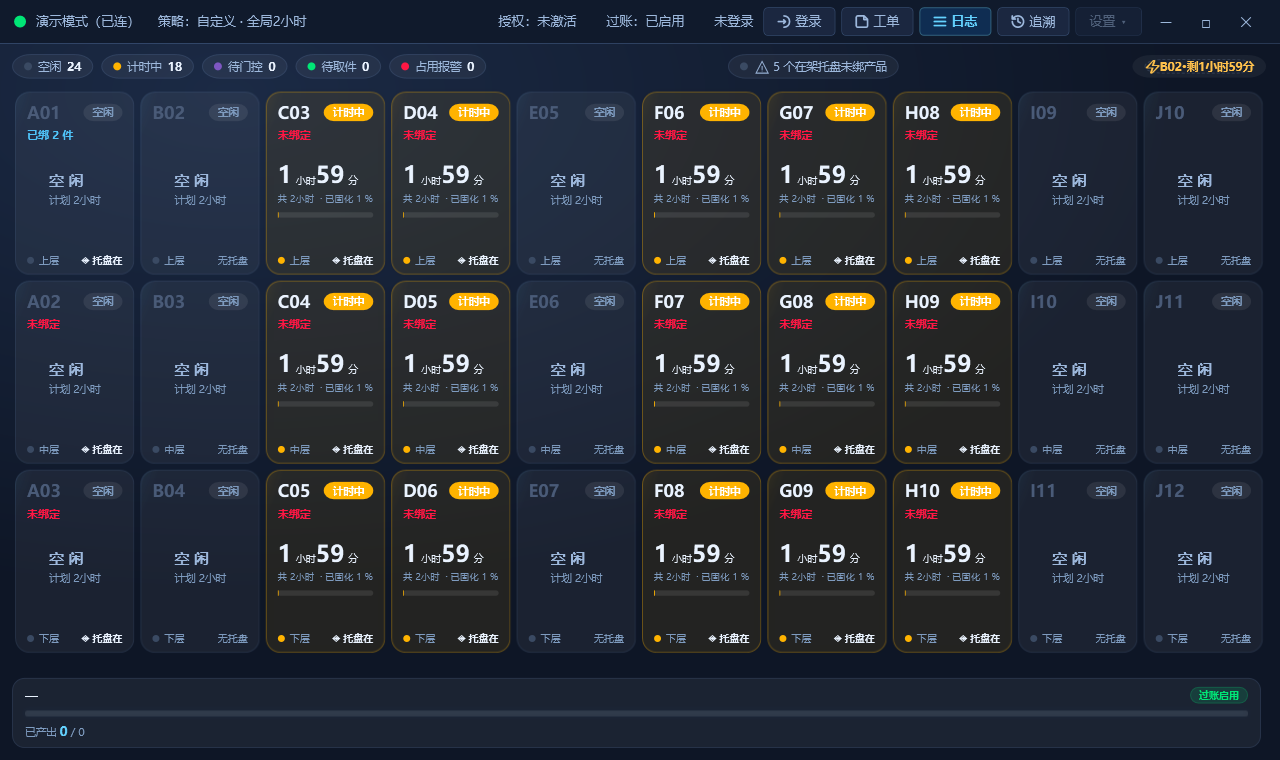 演示模式（已连） 策略：自定义 · 全局2小时 授权：未激活 过账：已启用 未登录 登录 工单 日志 追溯 设置
空闲 24 计时中 18 待门控 0 待取件 0 占用报警 0 5 个在架托盘未绑产品 B02·剩1小时59分
A01 空闲 B02 空闲 C03 计时中 D04 计时中 E05 空闲 F06 计时中 G07 计时中 H08 计时中 I09 空闲 J10 空闲
已绑 2 件 未绑定 未绑定 未绑定 未绑定 未绑定
空 闲 空 闲 1 小时 59 分 1 小时 59 分 空 闲 1 小时 59 分 1 小时 59 分 1 小时 59 分 空 闲 空 闲
计划 2小时 计划 2小时 共 2小时 · 已固化 1 % 共 2小时 · 已固化 1 % 计划 2小时 共 2小时 · 已固化 1 % 共 2小时 · 已固化 1 % 共 2小时 · 已固化 1 % 计划 2小时 计划 2小时
上层 托盘在 上层 无托盘 上层 托盘在 上层 托盘在 上层 无托盘 上层 托盘在 上层 托盘在 上层 托盘在 上层 无托盘 上层 无托盘
A02 空闲 B03 空闲 C04 计时中 D05 计时中 E06 空闲 F07 计时中 G08 计时中 H09 计时中 I10 空闲 J11 空闲
未绑定 未绑定 未绑定 未绑定 未绑定 未绑定
空 闲 空 闲 1 小时 59 分 1 小时 59 分 空 闲 1 小时 59 分 1 小时 59 分 1 小时 59 分 空 闲 空 闲
计划 2小时 计划 2小时 共 2小时 · 已固化 1 % 共 2小时 · 已固化 1 % 计划 2小时 共 2小时 · 已固化 1 % 共 2小时 · 已固化 1 % 共 2小时 · 已固化 1 % 计划 2小时 计划 2小时
中层 托盘在 中层 无托盘 中层 托盘在 中层 托盘在 中层 无托盘 中层 托盘在 中层 托盘在 中层 托盘在 中层 无托盘 中层 无托盘
A03 空闲 B04 空闲 C05 计时中 D06 计时中 E07 空闲 F08 计时中 G09 计时中 H10 计时中 I11 空闲 J12 空闲
未绑定 未绑定 未绑定 未绑定 未绑定 未绑定
空 闲 空 闲 1 小时 59 分 1 小时 59 分 空 闲 1 小时 59 分 1 小时 59 分 1 小时 59 分 空 闲 空 闲
计划 2小时 计划 2小时 共 2小时 · 已固化 1 % 共 2小时 · 已固化 1 % 计划 2小时 共 2小时 · 已固化 1 % 共 2小时 · 已固化 1 % 共 2小时 · 已固化 1 % 计划 2小时 计划 2小时
下层 托盘在 下层 无托盘 下层 托盘在 下层 托盘在 下层 无托盘 下层 托盘在 下层 托盘在 下层 托盘在 下层 无托盘 下层 无托盘
— 过账启用
已产出 0 / 0